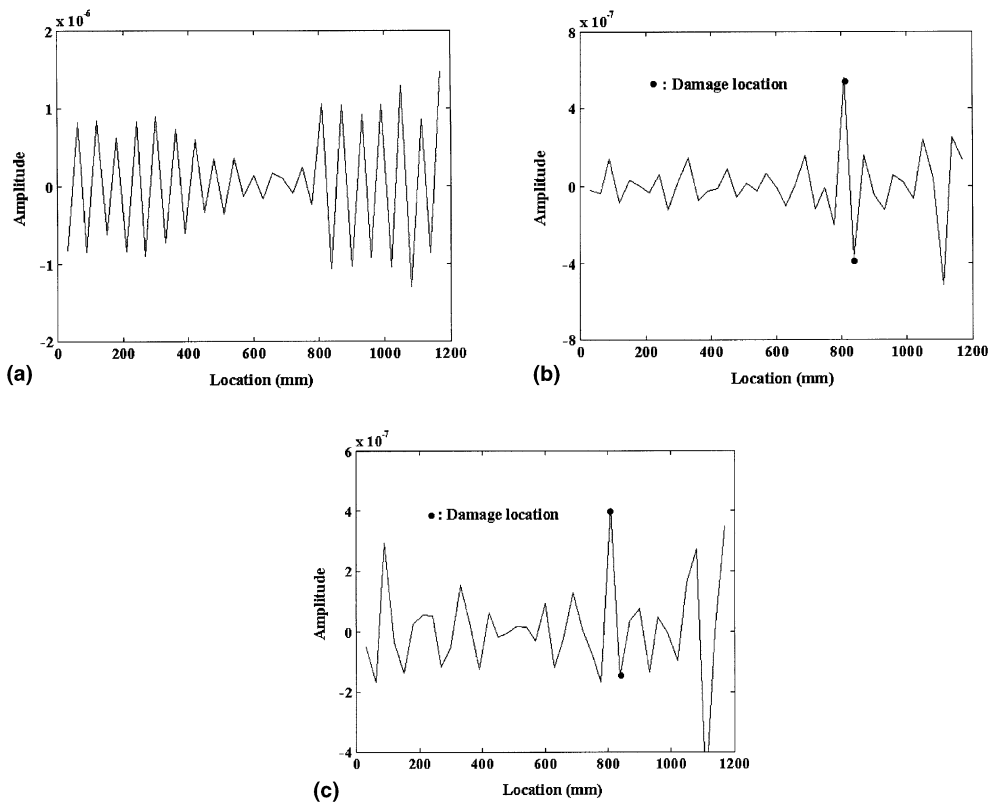 x 10-6
2
1
0
-1
-2
Amplitude
0 200 400 600 800 1000 1200
Location (mm)
(a)
x 10-7
8
4
0
-4
-8
Amplitude
● : Damage location
0 200 400 600 800 1000 1200
Location (mm)
(b)
x 10-7
6
4
2
0
-2
-4
Amplitude
● : Damage location
0 200 400 600 800 1000 1200
Location (mm)
(c)